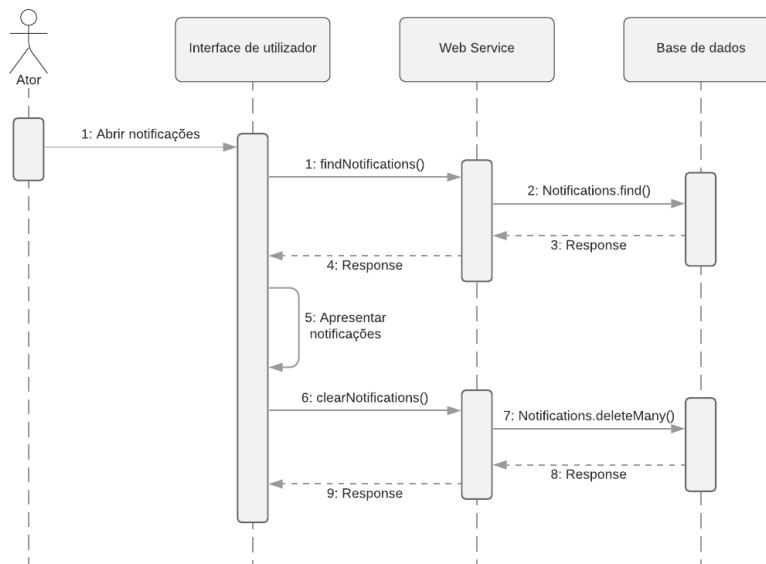 Interface de utilizador
Web Service
Base de dados
Ator
1: Abrir notificações
1: findNotifications()
2: Notifications.find()
3: Response
4: Response
5: Apresentar
notificações
6: clearNotifications()
7: Notifications.deleteMany()
8: Response
9: Response